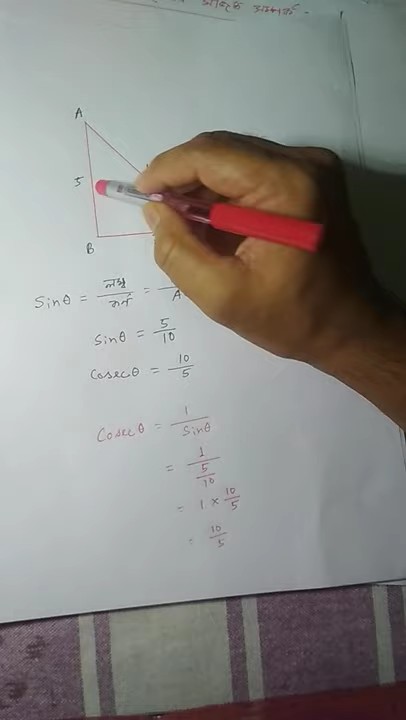 A
5
B
Sinθ = লম্ব/কর্ণ = /A
Sinθ = 5/10
Cosecθ = 10/5
Cosecθ = 1/Sinθ
= 1/(5/10)
= 1 × 10/5
= 10/5